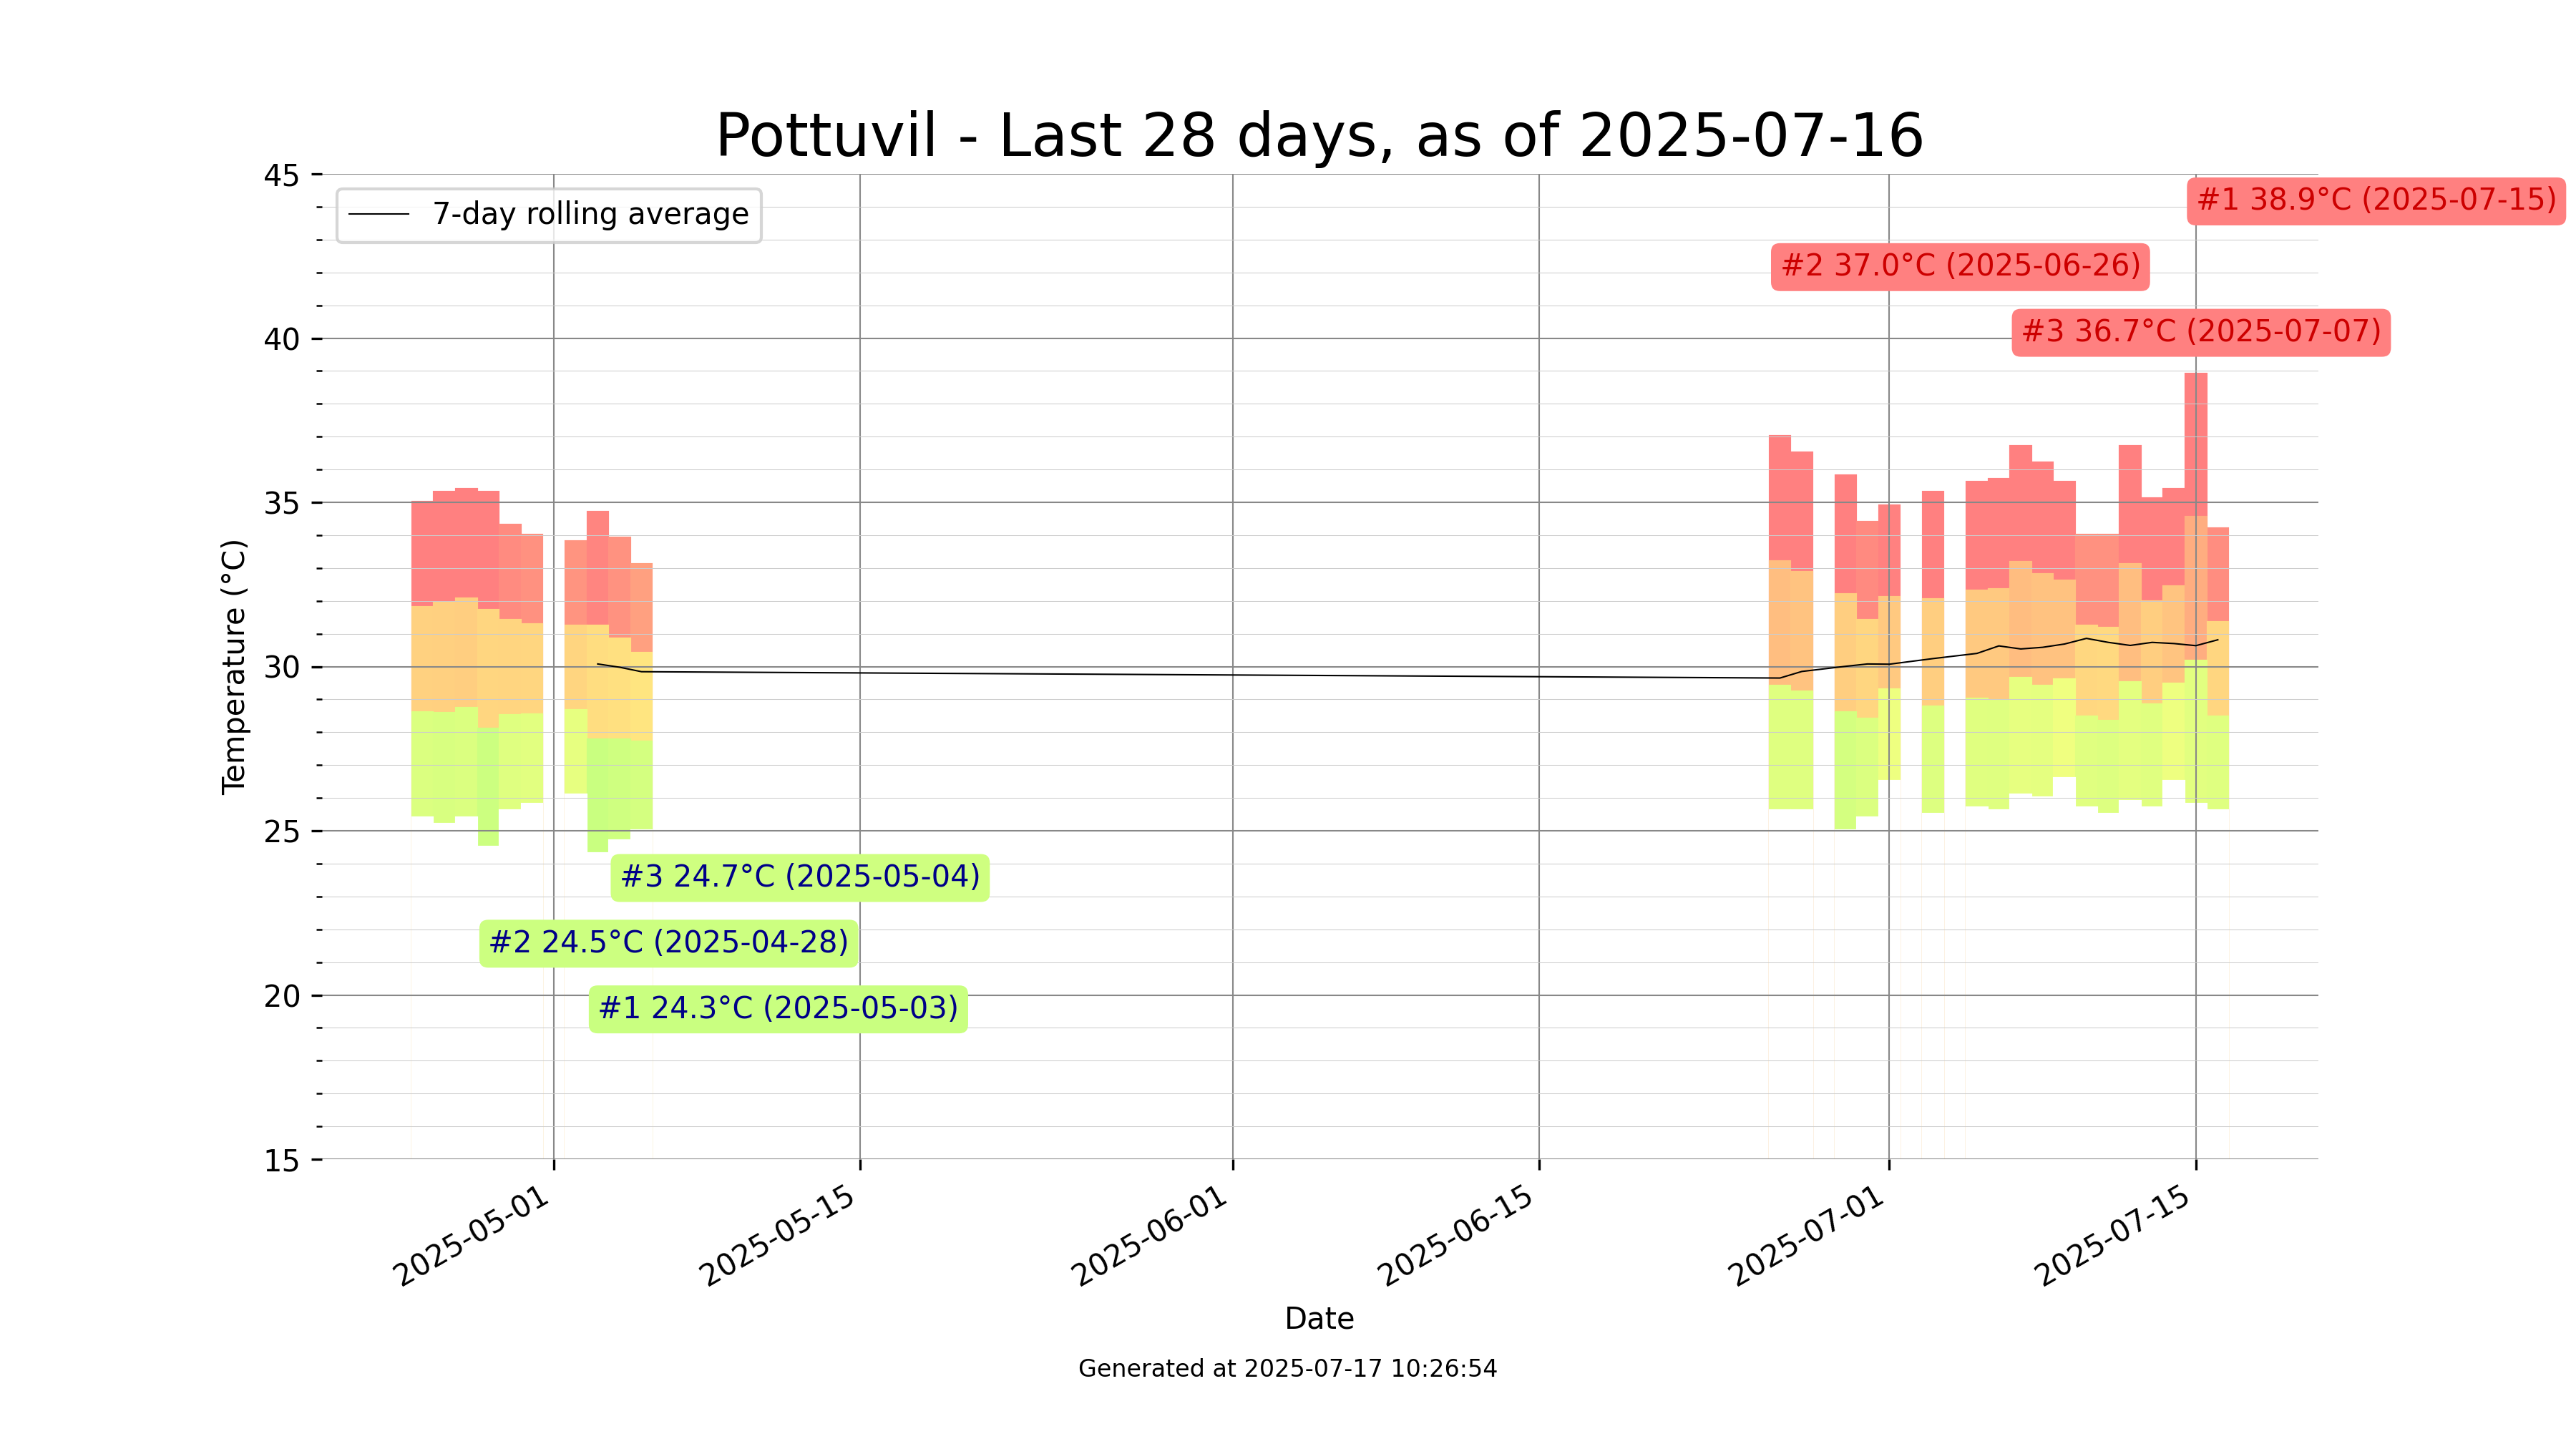 Pottuvil - Last 28 days, as of 2025-07-16
7-day rolling average
#1 38.9°C (2025-07-15)
#2 37.0°C (2025-06-26)
#3 36.7°C (2025-07-07)
45
40
35
30
25
20
15
Temperature (°C)
#3 24.7°C (2025-05-04)
#2 24.5°C (2025-04-28)
#1 24.3°C (2025-05-03)
2025-05-01
2025-05-15
2025-06-01
2025-06-15
2025-07-01
2025-07-15
Date
Generated at 2025-07-17 10:26:54